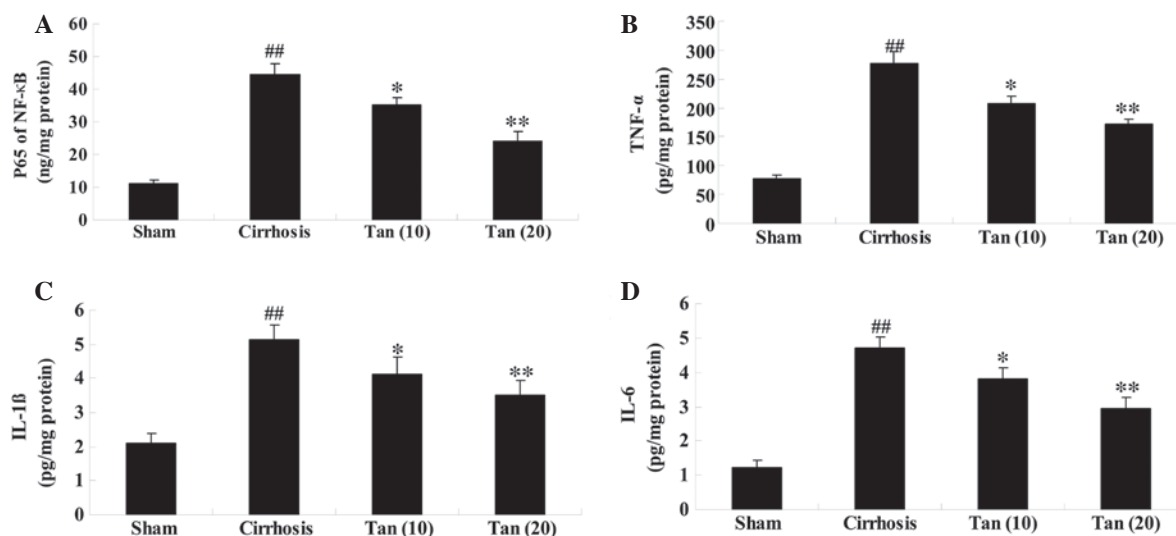 A
P65 of NF-κB
(ng/mg protein)
60
50
40
30
20
10
0
##
*
**
Sham
Cirrhosis
Tan (10)
Tan (20)
B
TNF-α
(pg/mg protein)
350
300
250
200
150
100
50
0
##
*
**
Sham
Cirrhosis
Tan (10)
Tan (20)
C
IL-1ß
(pg/mg protein)
6
5
4
3
2
1
0
##
*
**
Sham
Cirrhosis
Tan (10)
Tan (20)
D
IL-6
(pg/mg protein)
6
5
4
3
2
1
0
##
*
**
Sham
Cirrhosis
Tan (10)
Tan (20)